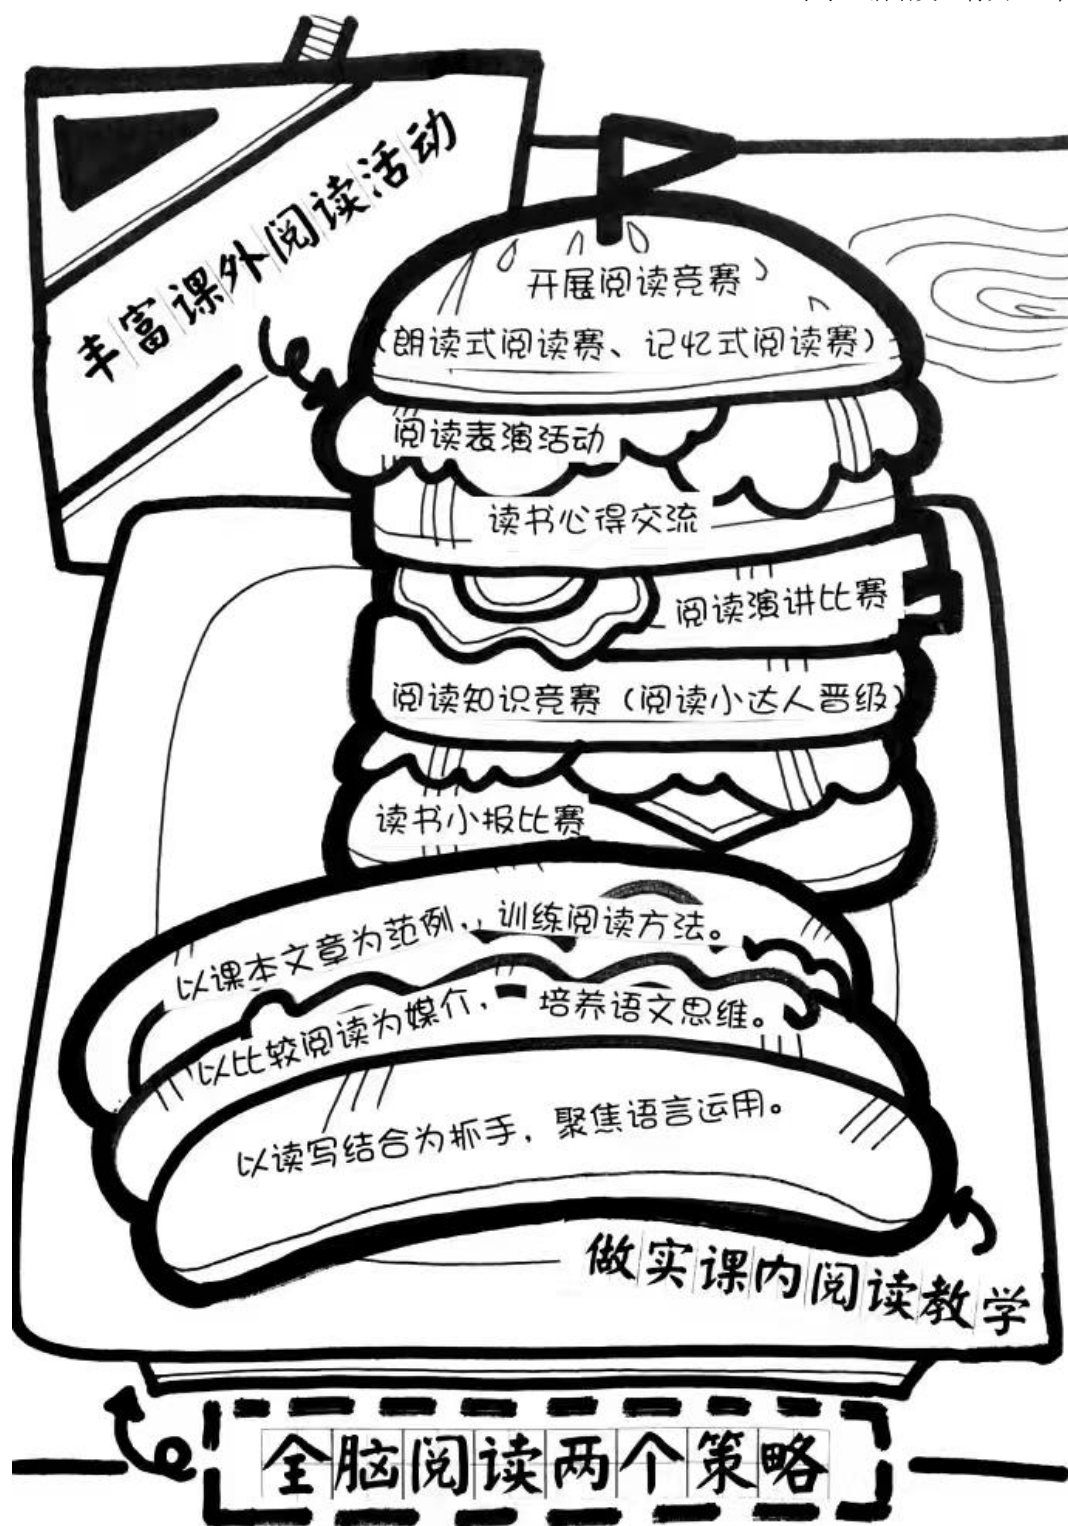 丰富课外阅读活动
开展阅读竞赛
（朗读式阅读赛、记忆式阅读赛）
阅读表演活动
读书心得交流
阅读演讲比赛
阅读知识竞赛（阅读小达人晋级）
读书小报比赛
以课本文章为范例，训练阅读方法。
以比较阅读为媒介，培养语文思维。
以读写结合为抓手，聚焦语言运用。
做实课内阅读教学
全脑阅读两个策略